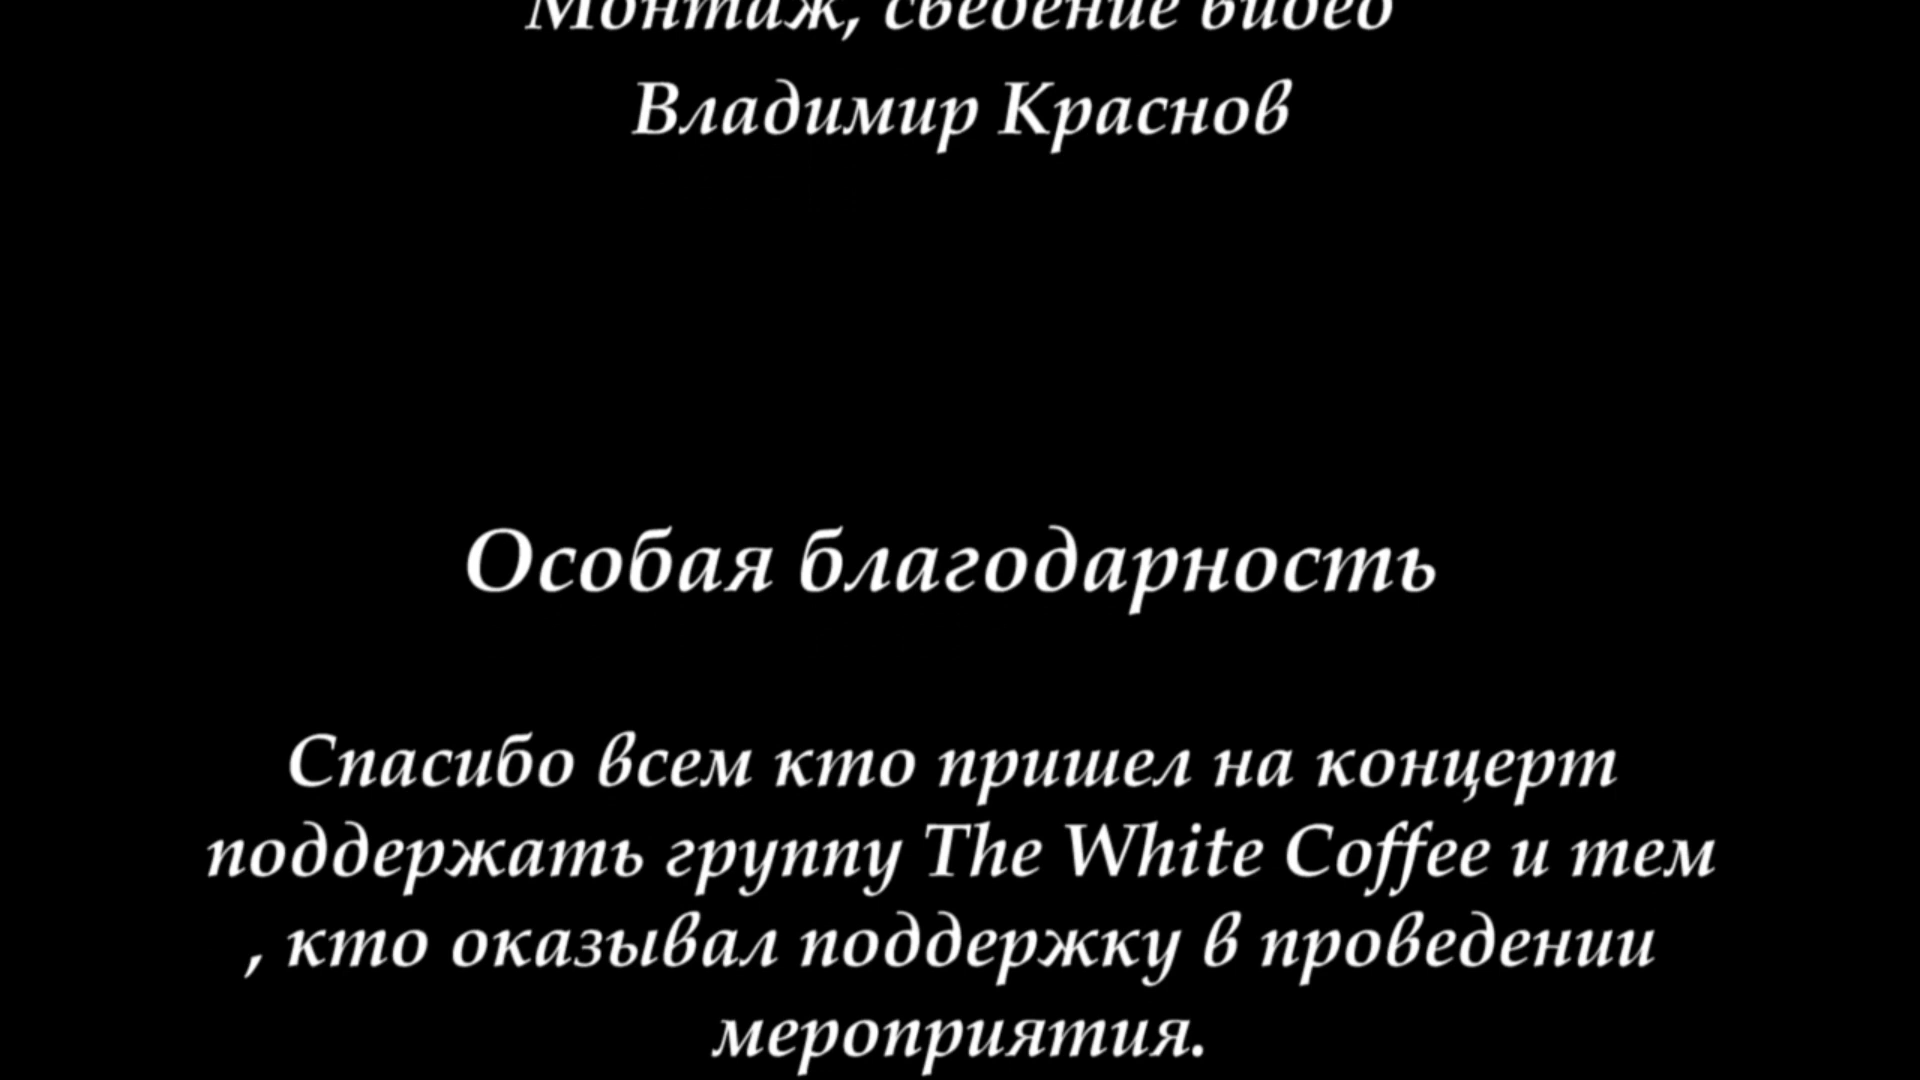 Монтаж, сведение видео
Владимир Краснов
Особая благодарность
Спасибо всем кто пришел на концерт
поддержать группу The White Coffee и тем
, кто оказывал поддержку в проведении
мероприятия.